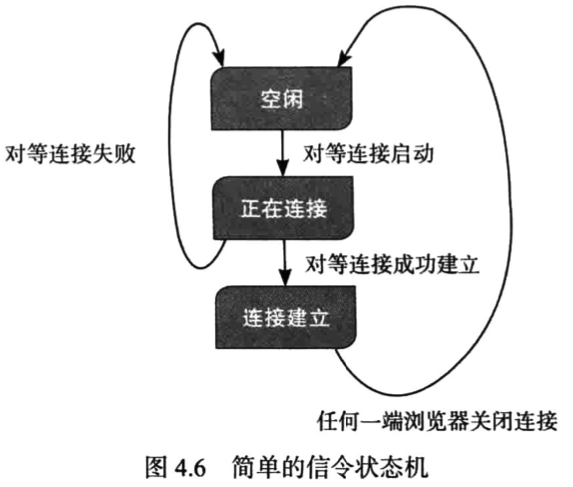 空闲
对等连接失败
对等连接启动
正在连接
对等连接成功建立
连接建立
任何一端浏览器关闭连接
图 4.6 简单的信令状态机